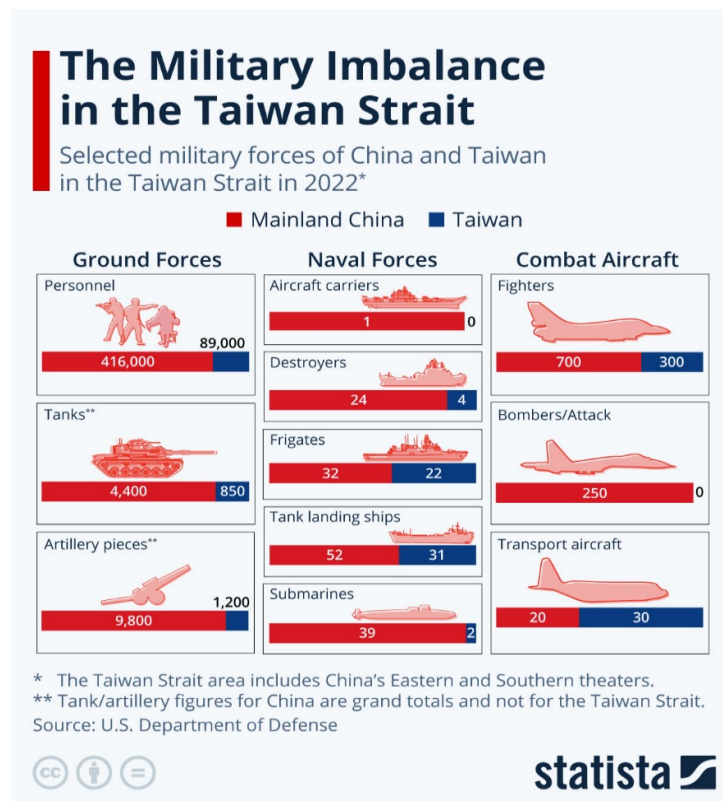 The Military Imbalance
in the Taiwan Strait
Selected military forces of China and Taiwan
in the Taiwan Strait in 2022*
Mainland China
Taiwan
Ground Forces
Personnel
89,000
416,000
Tanks**
4,400
850
Artillery pieces**
1,200
9,800
Naval Forces
Aircraft carriers
1
0
Destroyers
24
4
Frigates
32
22
Tank landing ships
52
31
Submarines
39
2
Combat Aircraft
Fighters
700
300
Bombers/Attack
250
0
Transport aircraft
20
30
* The Taiwan Strait area includes China’s Eastern and Southern theaters.
** Tank/artillery figures for China are grand totals and not for the Taiwan Strait.
Source: U.S. Department of Defense
cc
statista